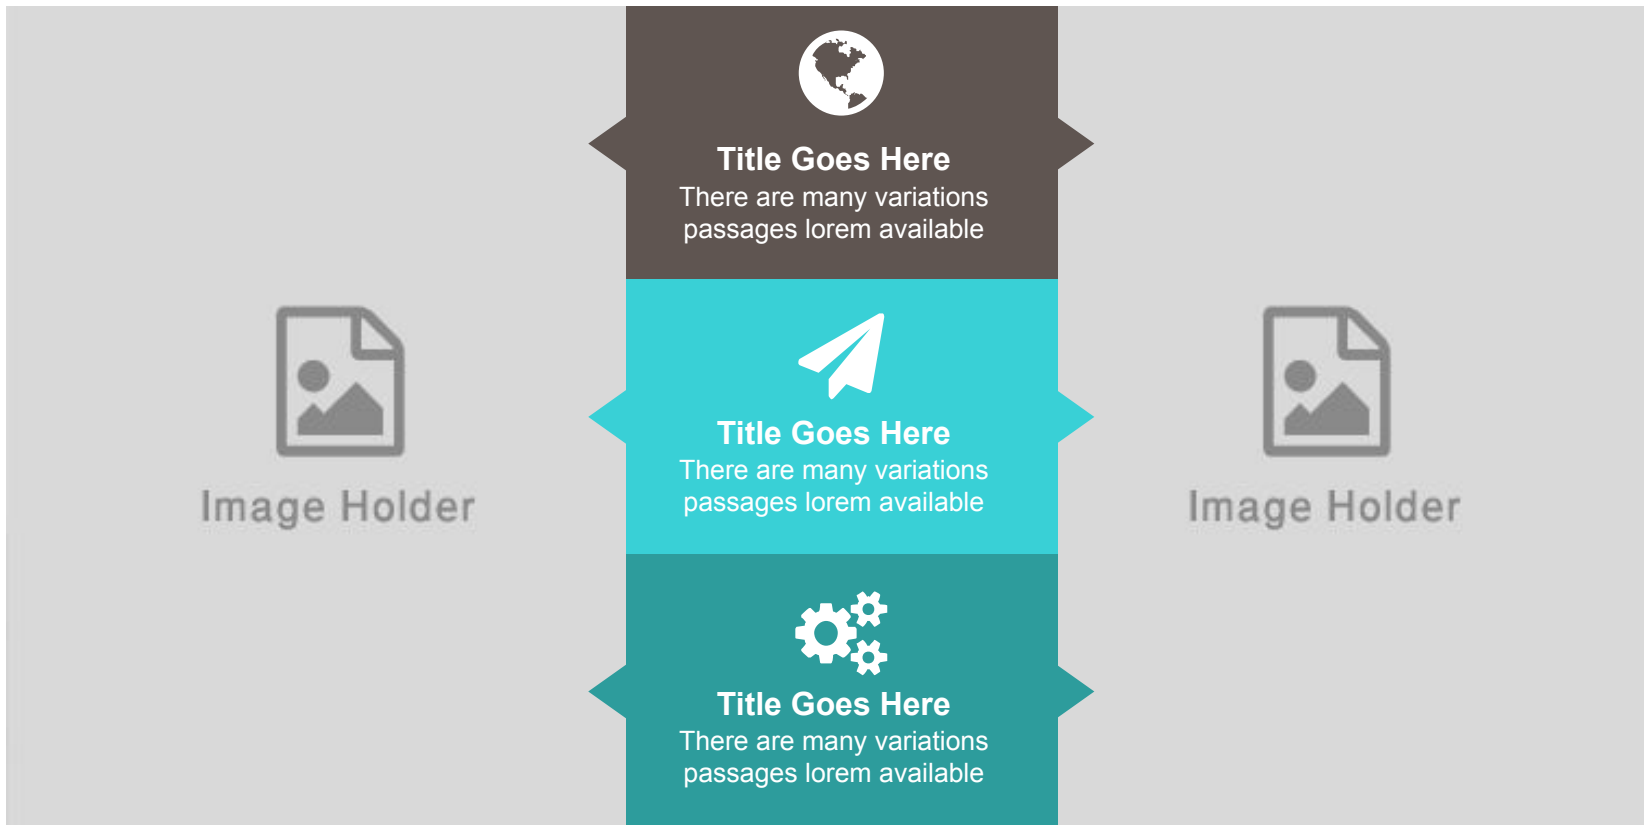 Title Goes Here
There are many variations
passages lorem available
Image Holder
Title Goes Here
There are many variations
passages lorem available
Image Holder
Title Goes Here
There are many variations
passages lorem available